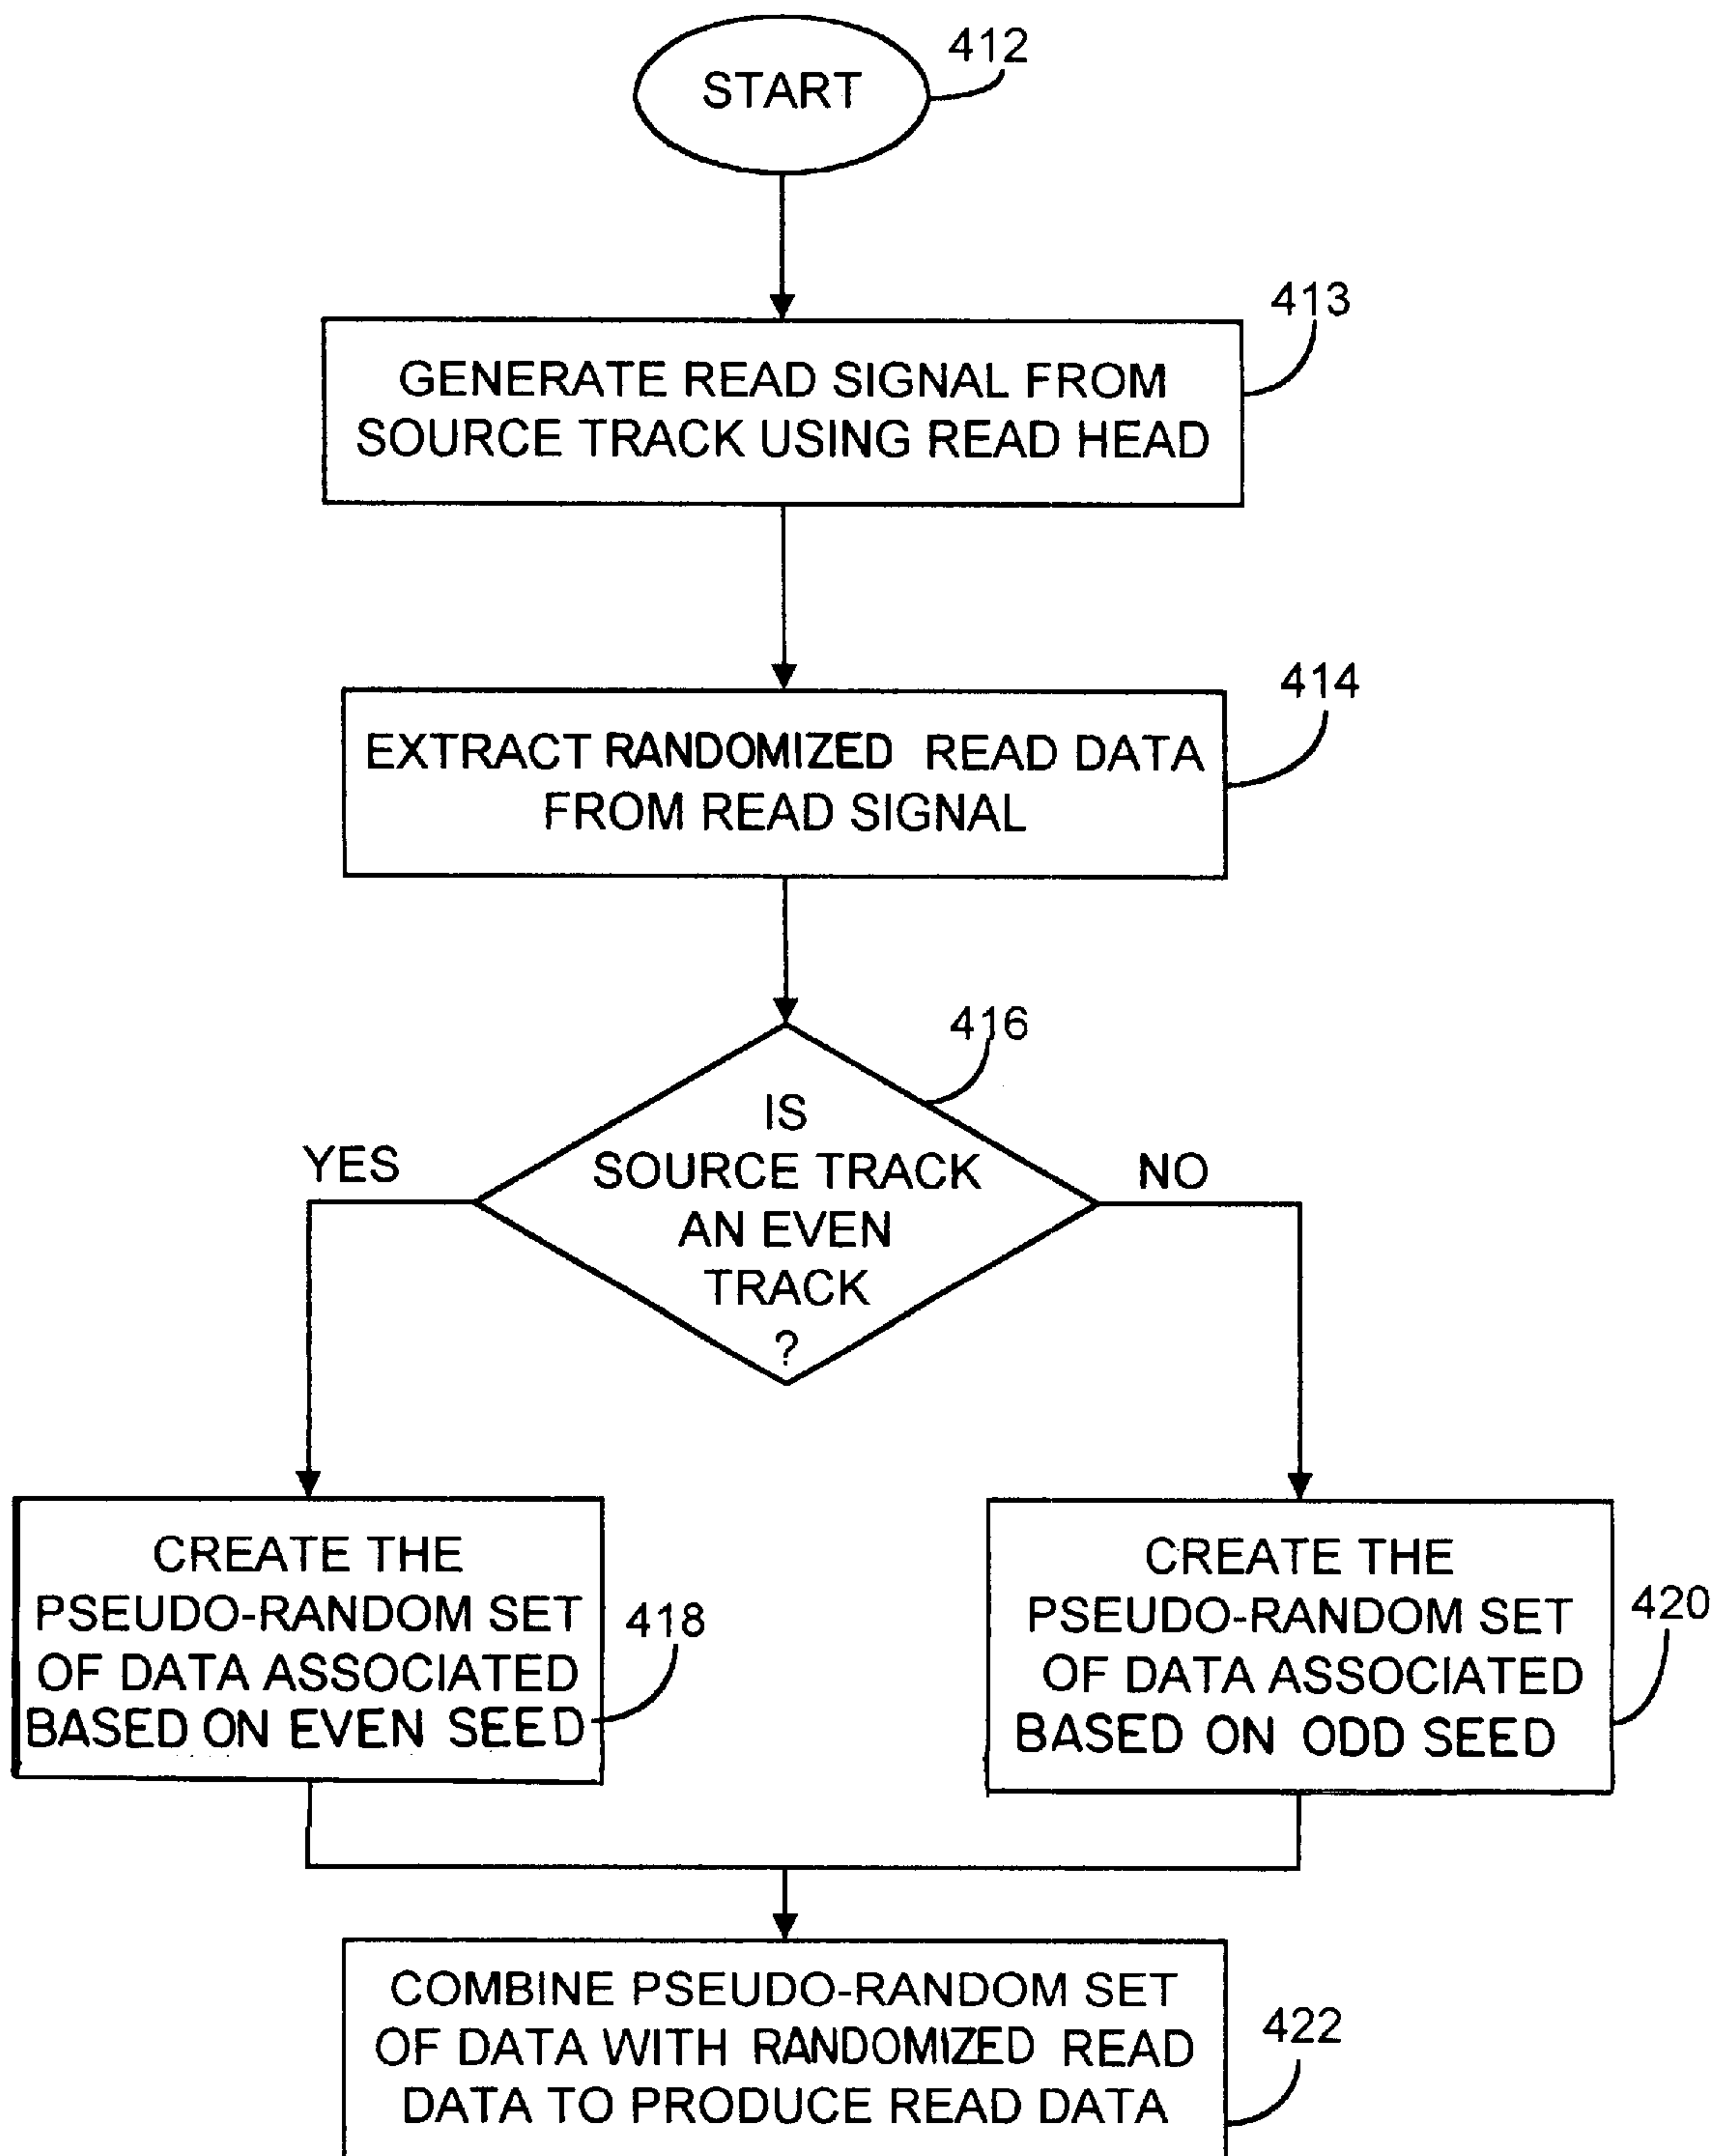 412
START
413
GENERATE READ SIGNAL FROM
SOURCE TRACK USING READ HEAD
414
EXTRACT RANDOMIZED READ DATA
FROM READ SIGNAL
416
IS
SOURCE TRACK
AN EVEN
TRACK
?
YES
NO
CREATE THE
PSEUDO-RANDOM SET
OF DATA ASSOCIATED
BASED ON EVEN SEED
418
CREATE THE
PSEUDO-RANDOM SET
OF DATA ASSOCIATED
BASED ON ODD SEED
420
COMBINE PSEUDO-RANDOM SET
OF DATA WITH RANDOMIZED READ
DATA TO PRODUCE READ DATA
422